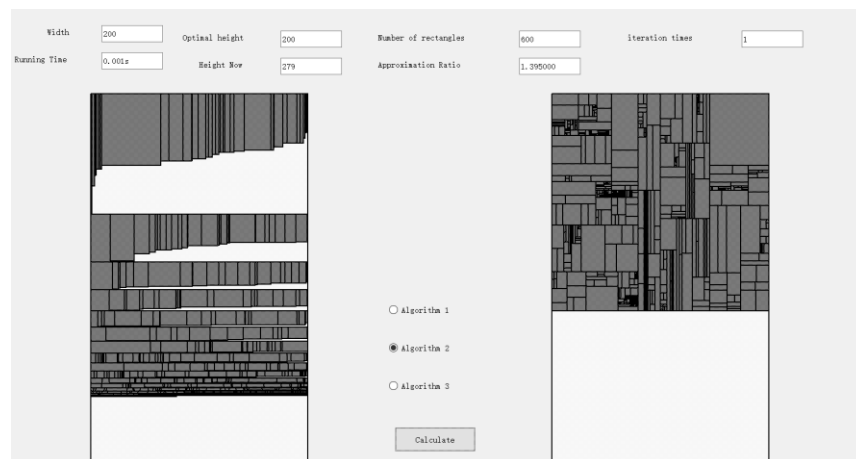 Width 200 Optimal height 200 Number of rectangles 600 iteration times 1
Running Time 0.001s Height Now 279 Approximation Ratio 1.395000
Algorithm 1
Algorithm 2
Algorithm 3
Calculate